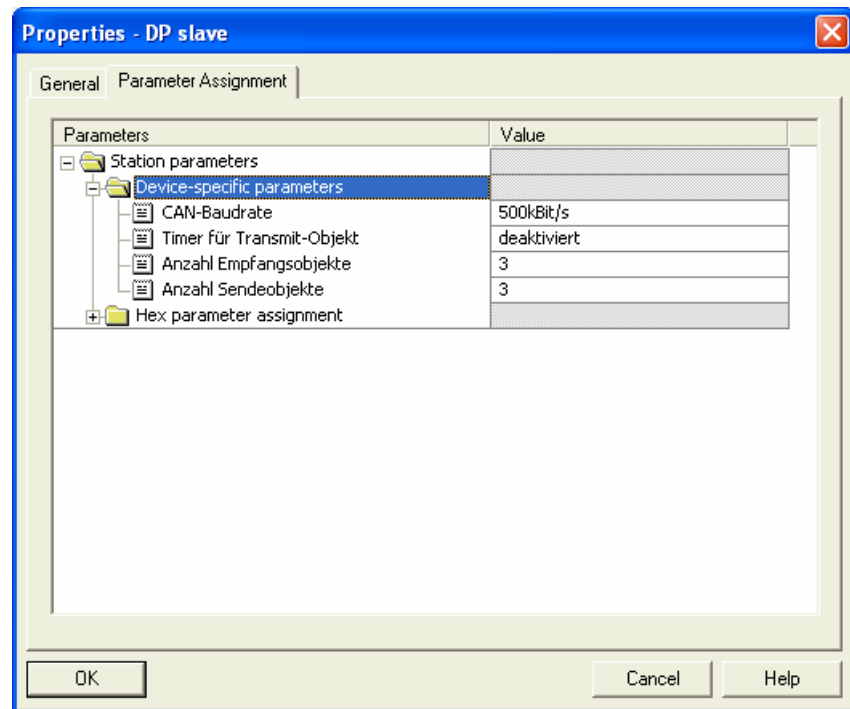 Properties - DP slave
General Parameter Assignment
Parameters Value
Station parameters
Device-specific parameters
CAN-Baudrate 500kBit/s
Timer für Transmit-Objekt deaktiviert
Anzahl Empfangsobjekte 3
Anzahl Sendeobjekte 3
Hex parameter assignment
OK Cancel Help